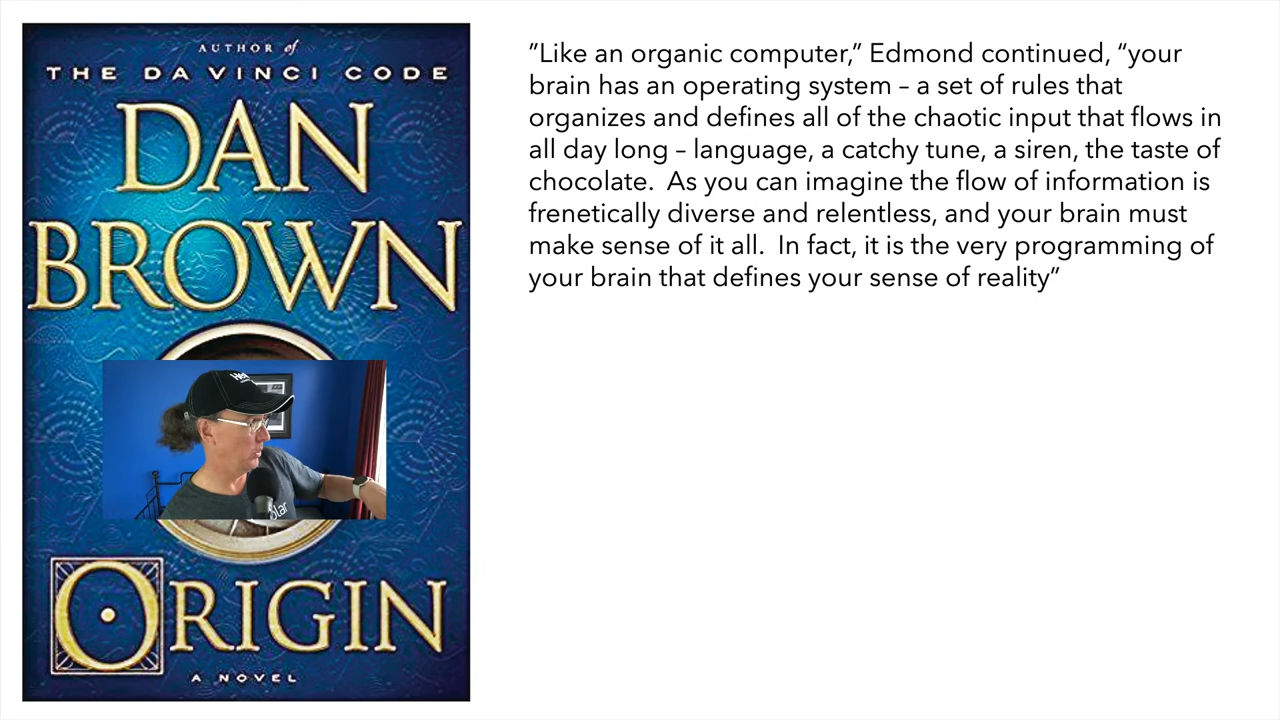 AUTHOR of
THE DA VINCI CODE
DAN
BROWN
ORIGIN
A NOVEL
”Like an organic computer,” Edmond continued, “your
brain has an operating system – a set of rules that
organizes and defines all of the chaotic input that flows in
all day long – language, a catchy tune, a siren, the taste of
chocolate.  As you can imagine the flow of information is
frenetically diverse and relentless, and your brain must
make sense of it all.  In fact, it is the very programming of
your brain that defines your sense of reality”